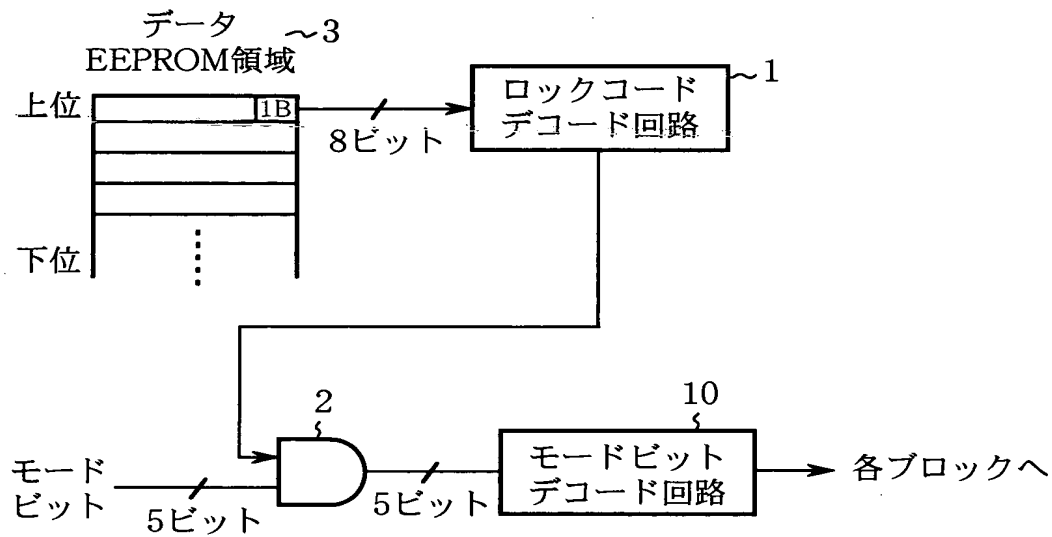 データ
EEPROM領域
～3
上位
1B
8ビット
ロックコード
デコード回路
～1
下位
2
10
モード
ビット
5ビット
5ビット
モードビット
デコード回路
各ブロックへ